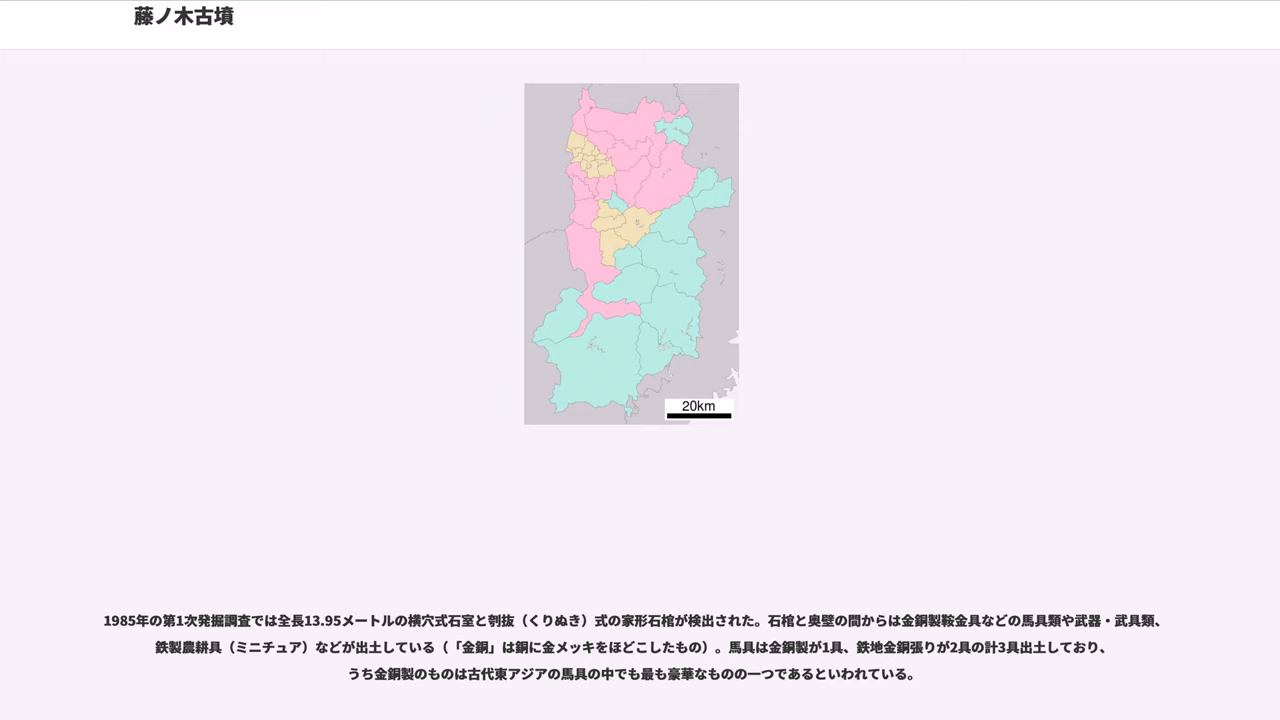 藤ノ木古墳
20km
1985年の第1次発掘調査では全長13.95メートルの横穴式石室と刳抜（くりぬき）式の家形石棺が検出された。石棺と奥壁の間からは金銅製鞍金具などの馬具類や武器・武具類、
鉄製農耕具（ミニチュア）などが出土している（「金銅」は銅に金メッキをほどこしたもの）。馬具は金銅製が1具、鉄地金銅張りが2具の計3具出土しており、
うち金銅製のものは古代東アジアの馬具の中でも最も豪華なものの一つであるといわれている。